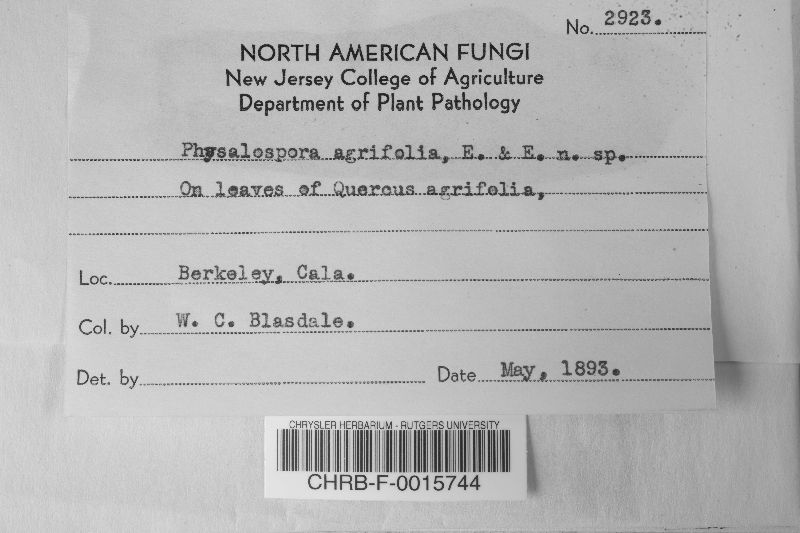 No. 2923.
NORTH AMERICAN FUNGI
New Jersey College of Agriculture
Department of Plant Pathology
Physalospora agrifolia, E. & E. n. sp.
On leaves of Quercus agrifolia,
Loc. Berkeley, Cala.
Col. by W. C. Blasdale.
Det. by Date May, 1893.
CHRYSLER HERBARIUM - RUTGERS UNIVERSITY
CHRB-F-0015744